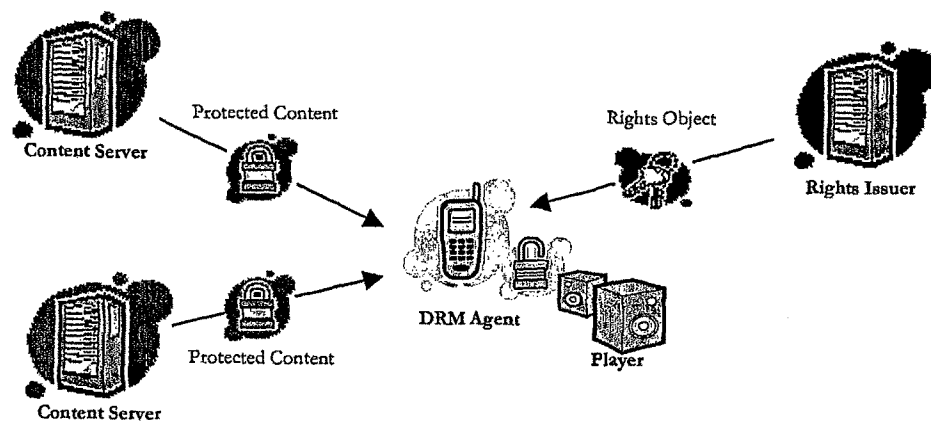 Protected Content
Rights Object
Content Server
Rights Issuer
DRM Agent
Protected Content
Player
Content Server